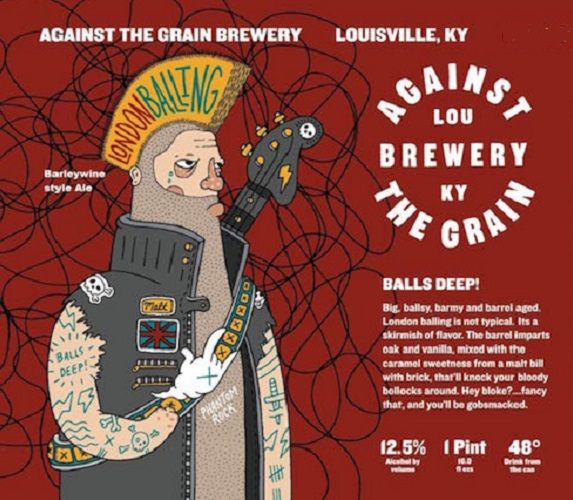 AGAINST THE GRAIN BREWERY
LOUISVILLE, KY
LONDON BALLING
Barleywine
style Ale
AGAINST
LOU
BREWERY
KY
THE GRAIN
Malt
BALLS
DEEP!
PHANTOM
ROCK
BALLS DEEP!
Big, ballsy, barmy and barrel aged.
London balling is not typical. Its a
skirmish of flavor. The barrel imparts
oak and vanilla, mixed with the
caramel sweetness from a malt bill
with brick, that'll knock your bloody
bollocks around. Hey bloke?...fancy
that, and you'll be gobsmacked.
12.5%
Alcohol by
volume
1 Pint
16.0
fl ozs
48°
Drink from
the can